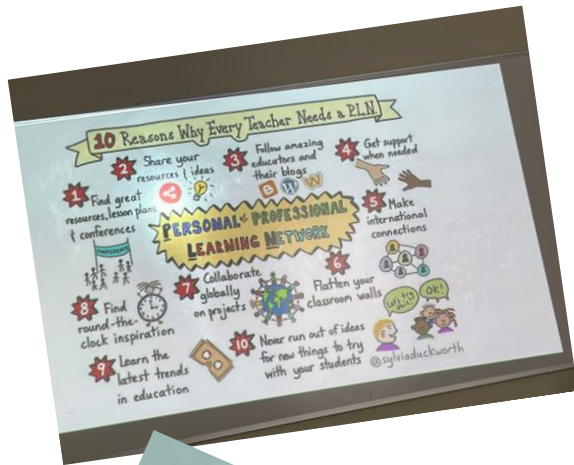 10 Reasons Why Every Teacher Needs a P.L.N.
1 Find great
resources, lesson plans
& conferences
CONFERENCE
2 Share your
resources & ideas
3 Follow amazing
educators and
their blogs
4 Get support
when needed
PERSONAL or PROFESSIONAL
LEARNING NETWORK
5 Make
international
connections
6 Flatten your
classroom walls
7 Collaborate
globally
on projects
8 Find
round-the-
clock inspiration
9 Learn the
latest trends
in education
10 Never run out of ideas
for new things to try
with your students
Let's try
this!
OK!
@sylviaduckworth